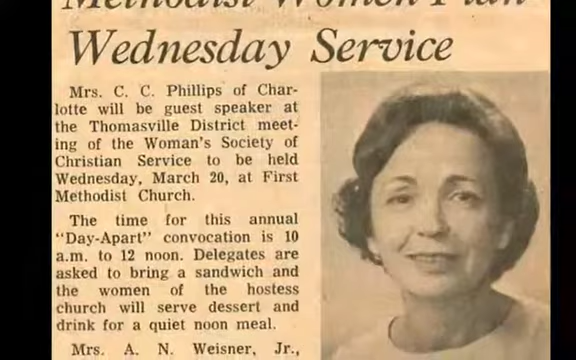 Methodist Women Plan
Wednesday Service
Mrs. C. C. Phillips of Char-
lotte will be guest speaker at
the Thomasville District meet-
ing of the Woman's Society of
Christian Service to be held
Wednesday, March 20, at First
Methodist Church.
The time for this annual
"Day-Apart" convocation is 10
a.m. to 12 noon. Delegates are
asked to bring a sandwich and
the women of the hostess
church will serve dessert and
drink for a quiet noon meal.
Mrs. A. N. Weisner, Jr.,